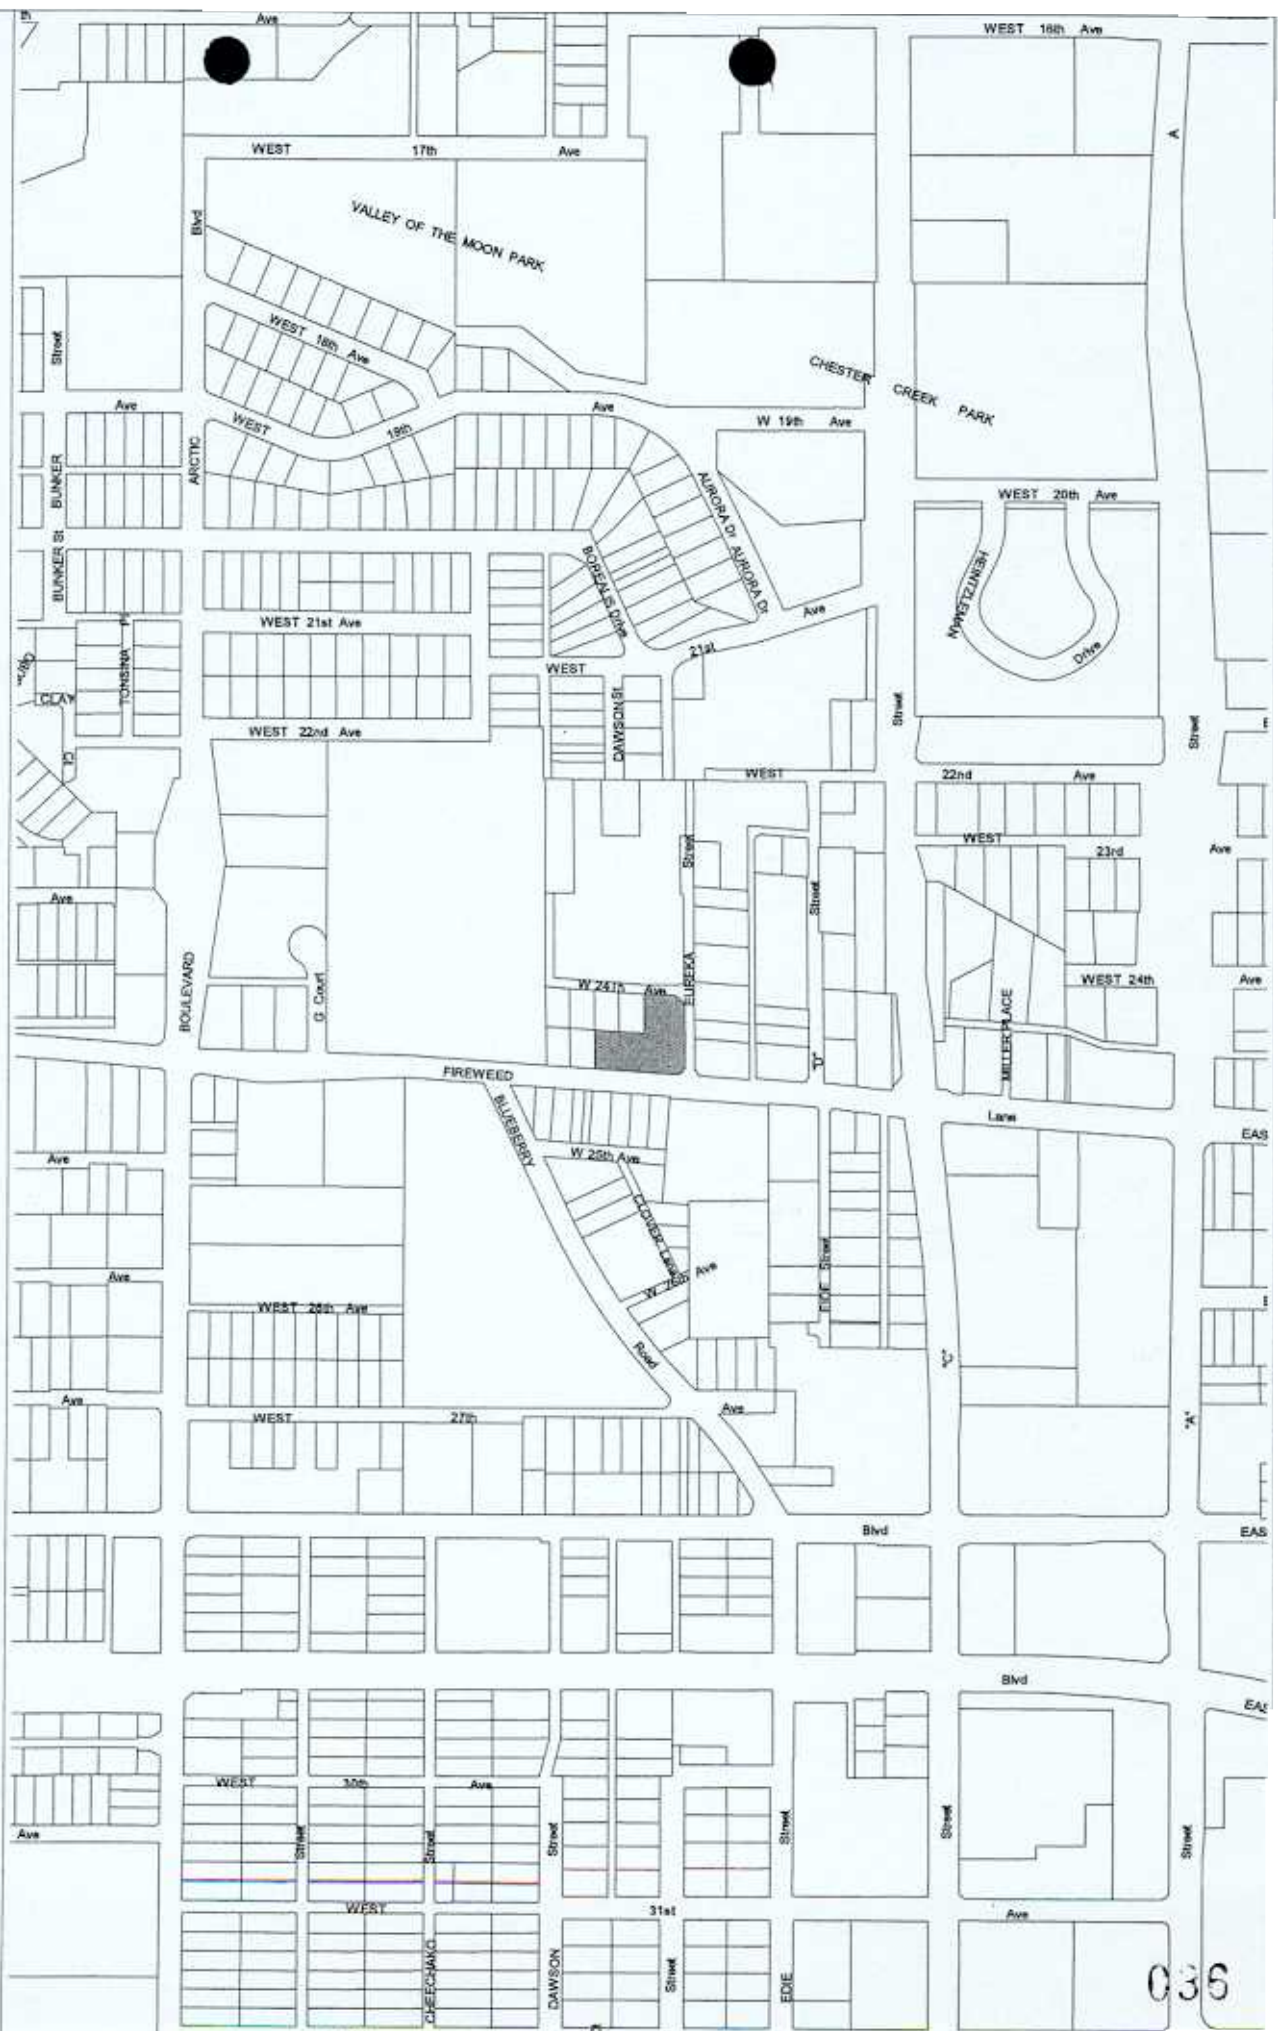 th
Ave
WEST 16th Ave
A
WEST 17th Ave
Blvd
VALLEY OF THE MOON PARK
Street
WEST 18th Ave
CHESTER CREEK PARK
Ave
WEST 19th Ave
W 19th Ave
ARCTIC
BUNKER
AURORA Dr
WEST 20th Ave
BUNKER St
BOREALIS Drive
AURORA Dr
HEINTZLEMAN Drive
WEST 21st Ave
TONSINA Pl
WEST 21st Ave
CLAY
Ct
DAWSON St
Street
Street
WEST 22nd Ave
WEST 22nd Ave
E
WEST 23rd Ave
Street
Street
Ave
BOULEVARD
G Court
W 24th Ave
EUREKA
WEST 24th Ave
MILLER PLACE
"D"
FIREWEED Lane
BLUEBERRY
EAS
Ave
W 25th Ave
CLOVER Lane
W 26th Ave
EIDE Street
Ave
WEST 26th Ave
E
Road
"C"
Ave
WEST 27th Ave
"A"
Blvd
EAS
Blvd
EAS
WEST 30th Ave
Ave
Street
Street
Street
Street
Street
Street
WEST 31st Ave
CHEECHAKO
DAWSON
Street
EDIE
036